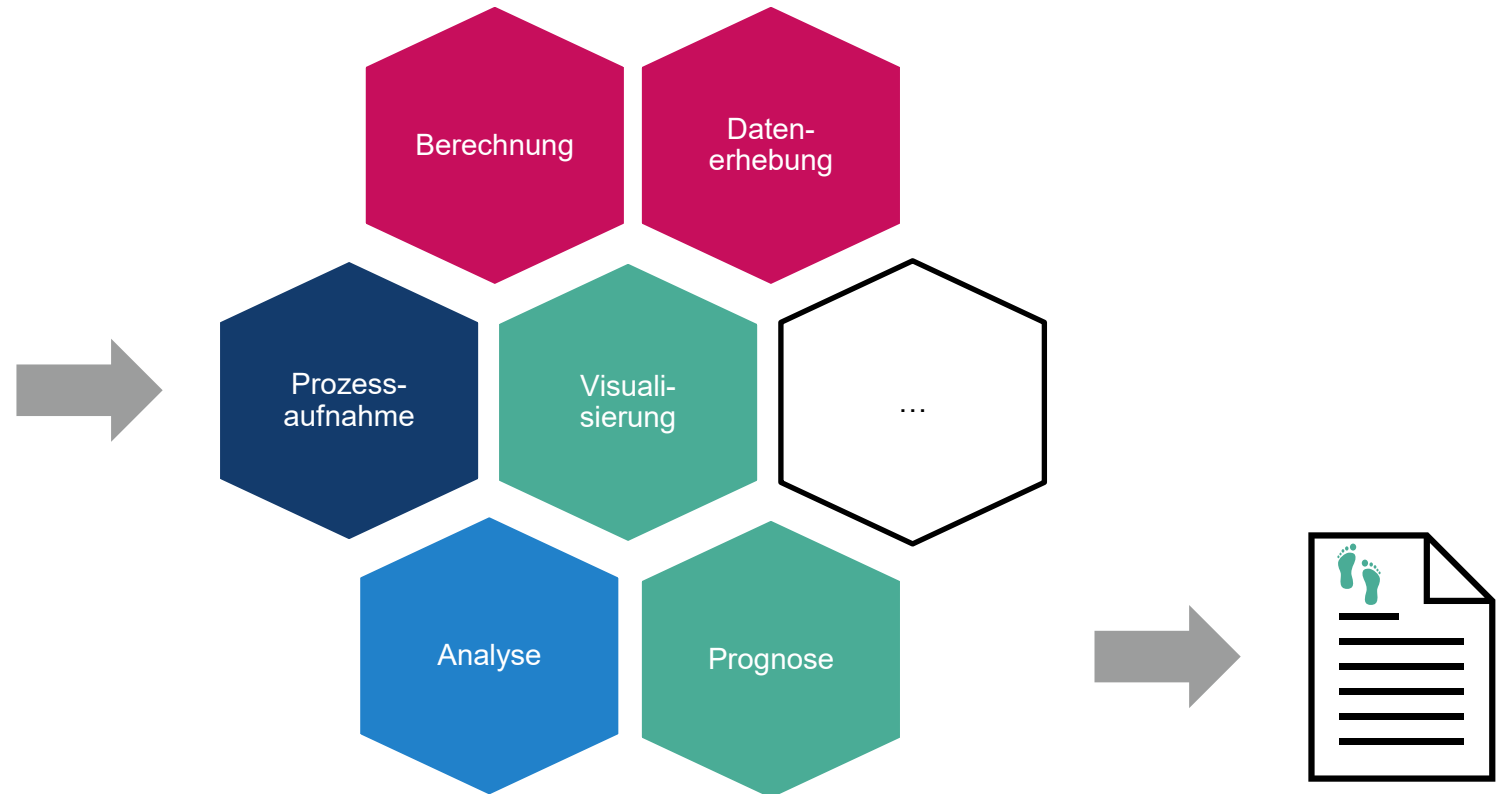 Berechnung
Daten-
erhebung
Prozess-
aufnahme
Visuali-
sierung
...
Analyse
Prognose